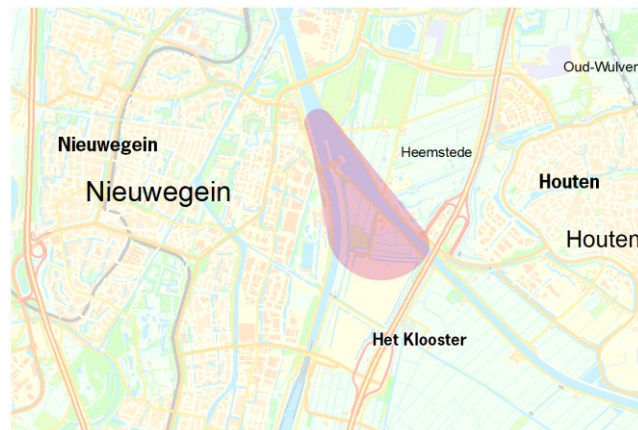 Oud-Wulven
Nieuwegein
Heemstede
Nieuwegein
Houten
Houten
Het Klooster